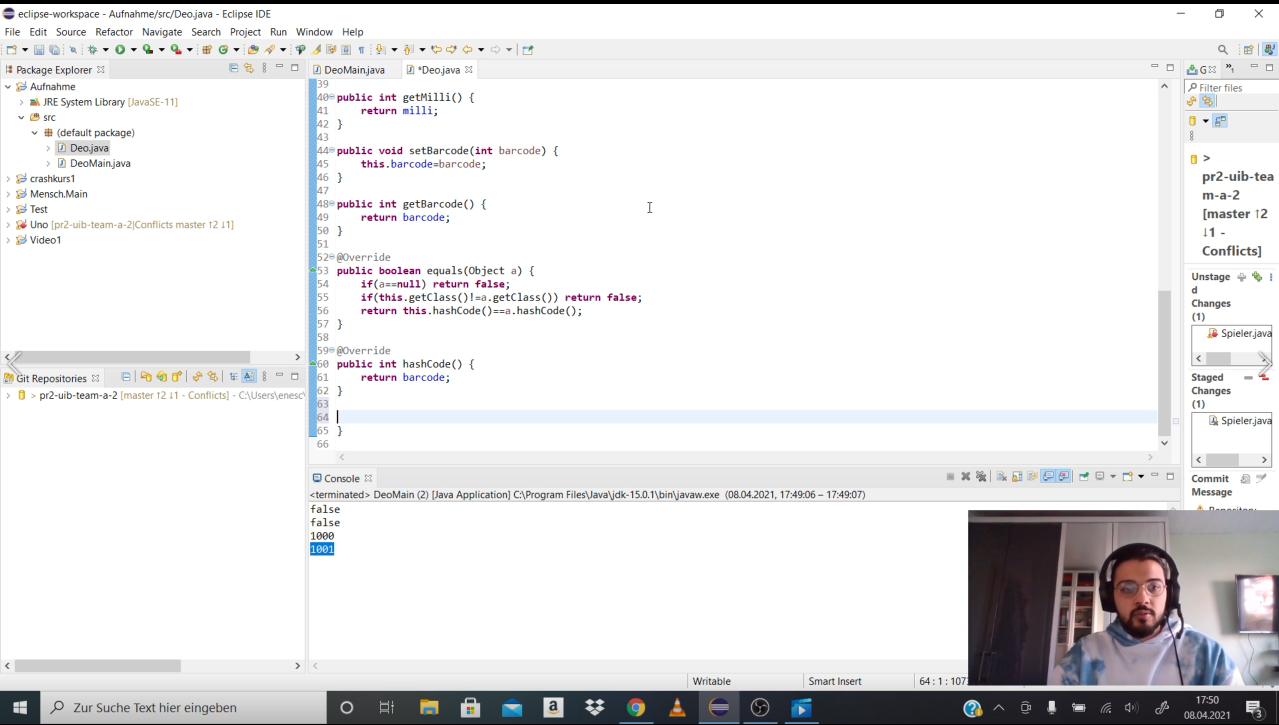 eclipse-workspace - Aufnahme/src/Deo.java - Eclipse IDE
File Edit Source Refactor Navigate Search Project Run Window Help
Package Explorer
Aufnahme
JRE System Library [JavaSE-11]
src
(default package)
Deo.java
DeoMain.java
crashkurs1
Mensch.Main
Test
Uno [pr2-uib-team-a-2|Conflicts master ↑2 ↓1]
Video1
Git Repositories
> pr2-uib-team-a-2 [master ↑2 ↓1 - Conflicts] - C:\Users\enesc\
DeoMain.java
*Deo.java
39
40 public int getMilli() {
41 return milli;
42 }
43
44 public void setBarcode(int barcode) {
45 this.barcode=barcode;
46 }
47
48 public int getBarcode() {
49 return barcode;
50 }
51
52 @Override
53 public boolean equals(Object a) {
54 if(a==null) return false;
55 if(this.getClass()!=a.getClass()) return false;
56 return this.hashCode()==a.hashCode();
57 }
58
59 @Override
60 public int hashCode() {
61 return barcode;
62 }
63
64
65 }
66
Console
<terminated> DeoMain (2) [Java Application] C:\Program Files\Java\jdk-15.0.1\bin\javaw.exe (08.04.2021, 17:49:06 – 17:49:07)
false
false
1000
1001
G
Filter files
>
pr2-uib-tea
m-a-2
[master ↑2
↓1 -
Conflicts]
Unstage
d
Changes
(1)
Spieler.java
Staged
Changes
(1)
Spieler.java
Commit
Message
Writable
Smart Insert
Zur Suche Text hier eingeben
17:50
08.04.2021
3